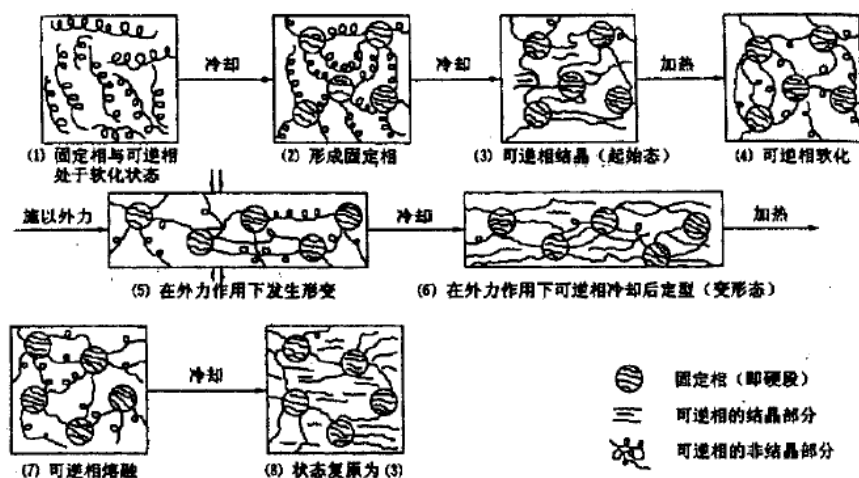 冷却
冷却
加热
(1) 固定相与可逆相
处于软化状态
(2) 形成固定相
(3) 可逆相结晶(起始态)
(4) 可逆相软化
施以外力
冷却
加热
(5) 在外力作用下发生形变
(6) 在外力作用下可逆相冷却后定型(变形态)
冷却
固定相(即硬段)
可逆相的结晶部分
可逆相的非结晶部分
(7) 可逆相熔融
(8) 状态复原为(3)